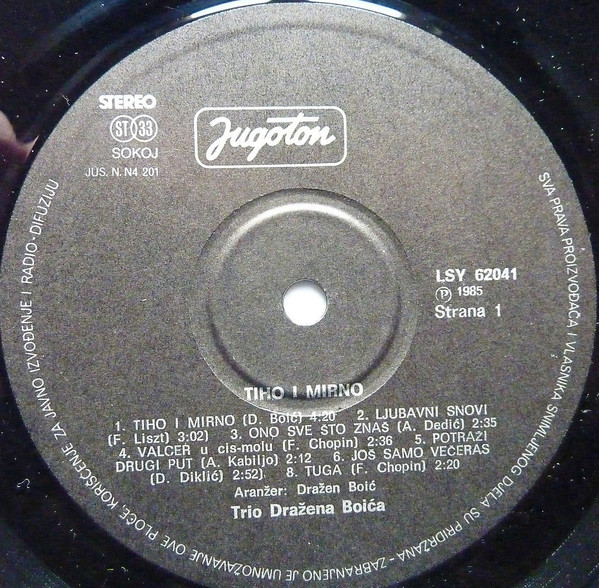 STEREO
ST 33
SOKOJ
JUS. N. N4 201
Jugoton
LSY 62041
Ⓟ 1985
Strana 1
TIHO I MIRNO
1. TIHO I MIRNO (D. Boić) 4:20 2. LJUBAVNI SNOVI
(F. Liszt) 3:02) 3. ONO SVE ŠTO ZNAŠ (A. Dedić) 2:35
4. VALCER u cis-molu (F. Chopin) 2:36 5. POTRAŽI
DRUGI PUT (A. Kabiljo) 2:12 6. JOŠ SAMO VEČERAS
(D. Diklić) 2:52) 8. TUGA (F. Chopin) 2:20
Aranžer: Dražen Boić
Trio Dražena Boića
SVA PRAVA PROIZVOĐAČA I VLASNIKA SNIMLJENOG DJELA SU PRIDRŽANA - ZABRANJENO JE UMNOŽAVANJE OVE PLOČE, KORIŠĆENJE ZA JAVNO IZVOĐENJE I RADIO-DIFUZIJU